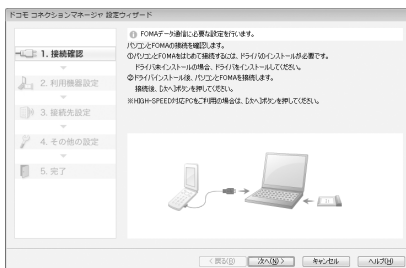 ドコモ コネクションマネージャ 設定ウィザード
1. 接続確認
2. 利用機器設定
3. 接続先設定
4. その他の設定
5. 完了
FOMAデータ通信に必要な設定を行います。
パソコンとFOMAの接続を確認します。
①パソコンとFOMAをはじめて接続するには、ドライバのインストールが必要です。
ドライバ未インストールの場合、ドライバをインストールしてください。
②ドライバインストール後、パソコンとFOMAを接続します。
接続後、[次へ]ボタンを押してください。
※HIGH-SPEED対応PCをご利用の場合は、[次へ]ボタンを押してください。
< 戻る(B)
次へ(N) >
キャンセル
ヘルプ(H)